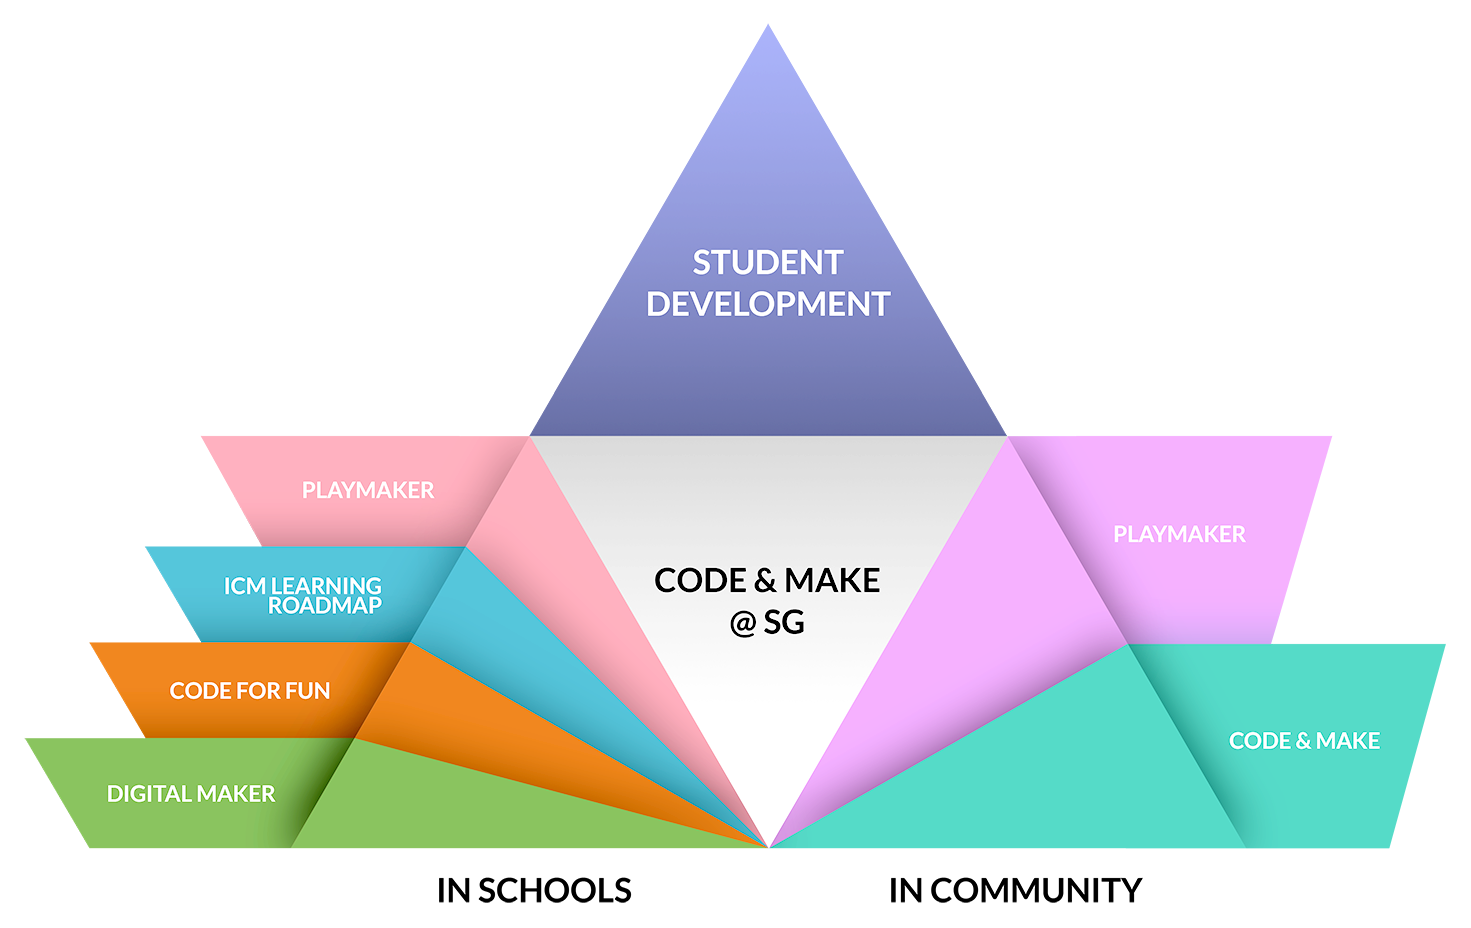 STUDENT
DEVELOPMENT
PLAYMAKER
ICM LEARNING
ROADMAP
CODE FOR FUN
DIGITAL MAKER
CODE & MAKE
@ SG
PLAYMAKER
CODE & MAKE
IN SCHOOLS
IN COMMUNITY